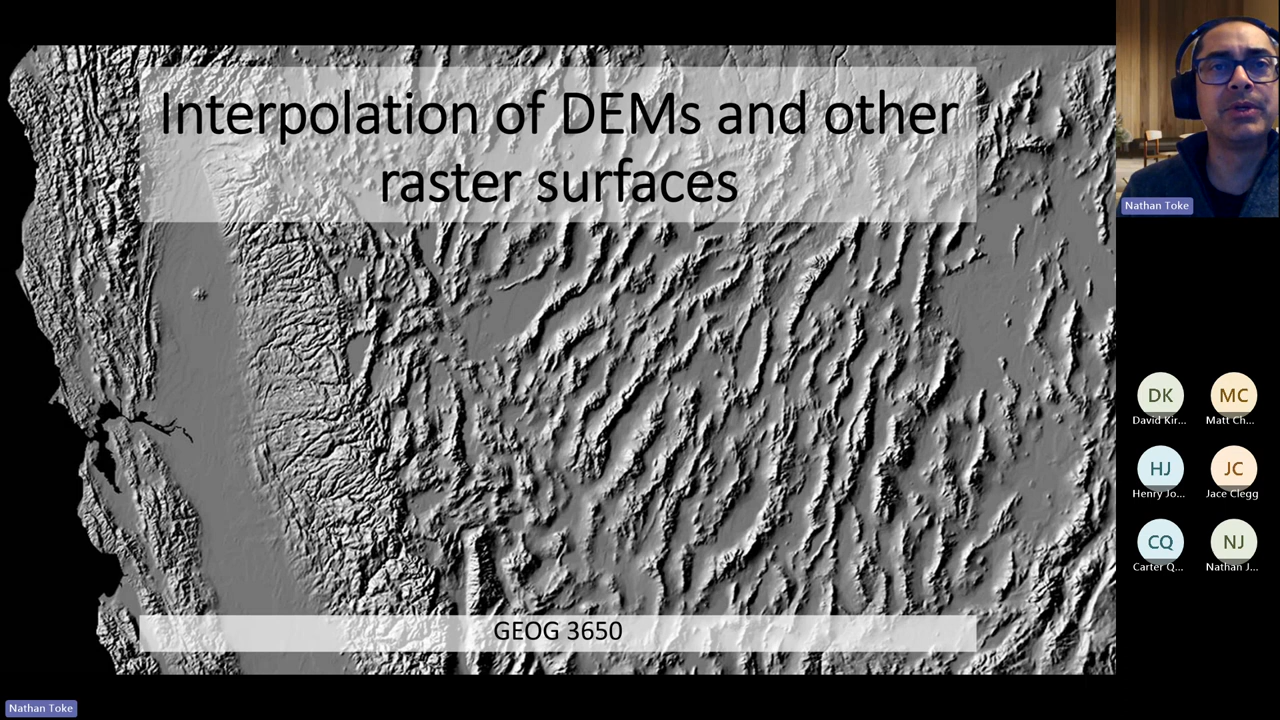 Interpolation of DEMs and other
raster surfaces
GEOG 3650
Nathan Toke
DK
MC
David Kir...
Matt Ch...
HJ
JC
Henry Jo...
Jace Clegg
CQ
NJ
Carter Q...
Nathan J...
Nathan Toke